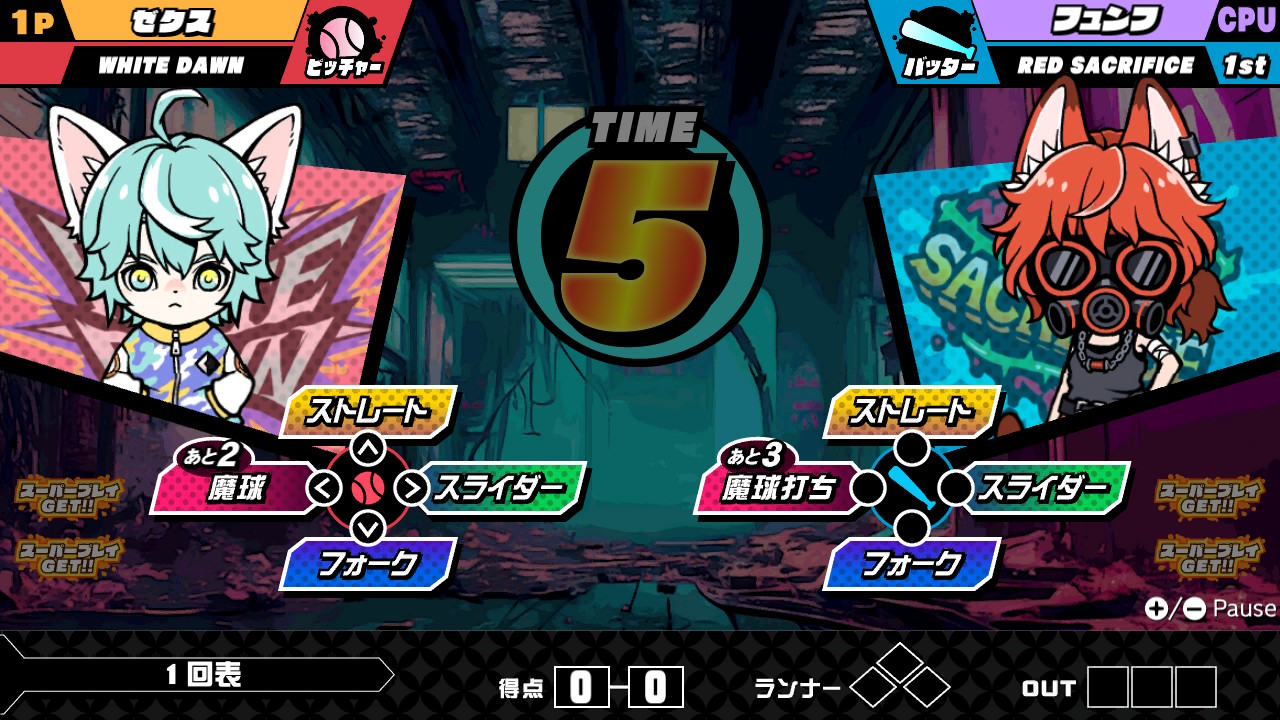 1P
ゼクス
WHITE DAWN
ピッチャー
バッター
フュンフ
CPU
RED SACRIFICE
1st
TIME
5
ストレート
あと2
魔球
スライダー
フォーク
ストレート
あと3
魔球打ち
スライダー
フォーク
スーパープレイ
GET!!
スーパープレイ
GET!!
スーパープレイ
GET!!
スーパープレイ
GET!!
+/− Pause
1回表
得点 0−0
ランナー
OUT